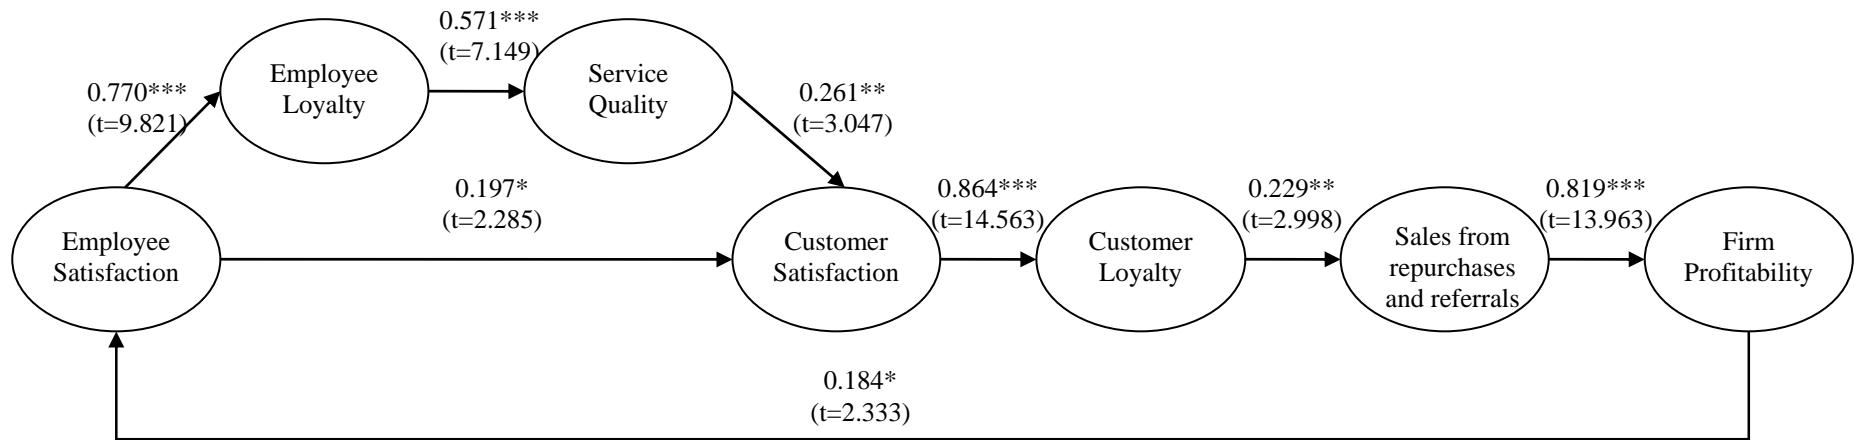 0.571***
(t=7.149)
Employee
Loyalty
Service
Quality
0.770***
(t=9.821)
0.261**
(t=3.047)
0.197*
(t=2.285)
0.864***
(t=14.563)
0.229**
(t=2.998)
0.819***
(t=13.963)
Employee
Satisfaction
Customer
Satisfaction
Customer
Loyalty
Sales from
repurchases
and referrals
Firm
Profitability
0.184*
(t=2.333)